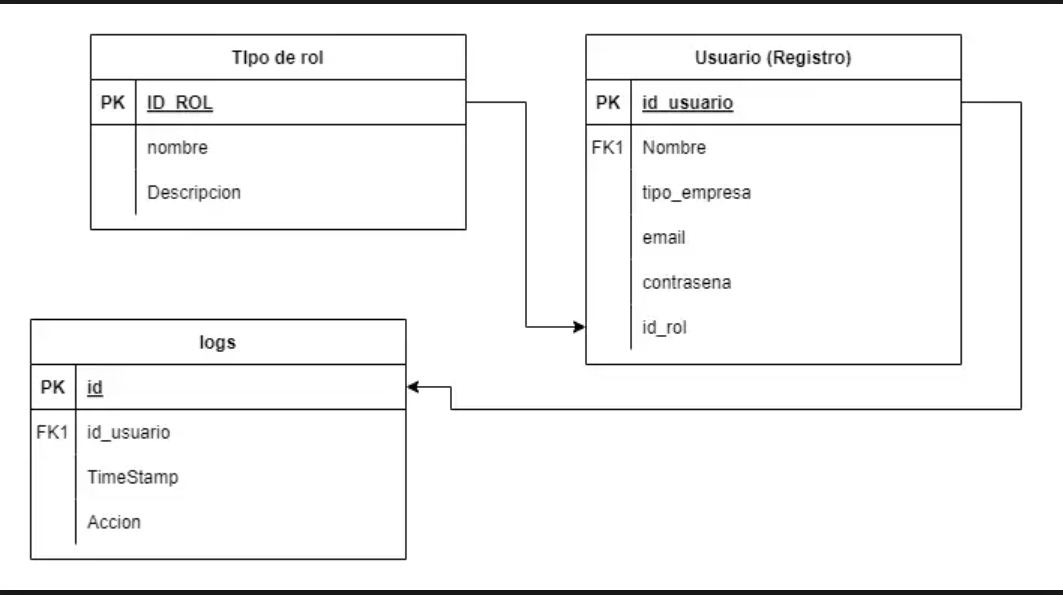 TIpo de rol
PK ID_ROL
nombre
Descripcion
Usuario (Registro)
PK id_usuario
FK1 Nombre
tipo_empresa
email
contrasena
id_rol
logs
PK id
FK1 id_usuario
TimeStamp
Accion